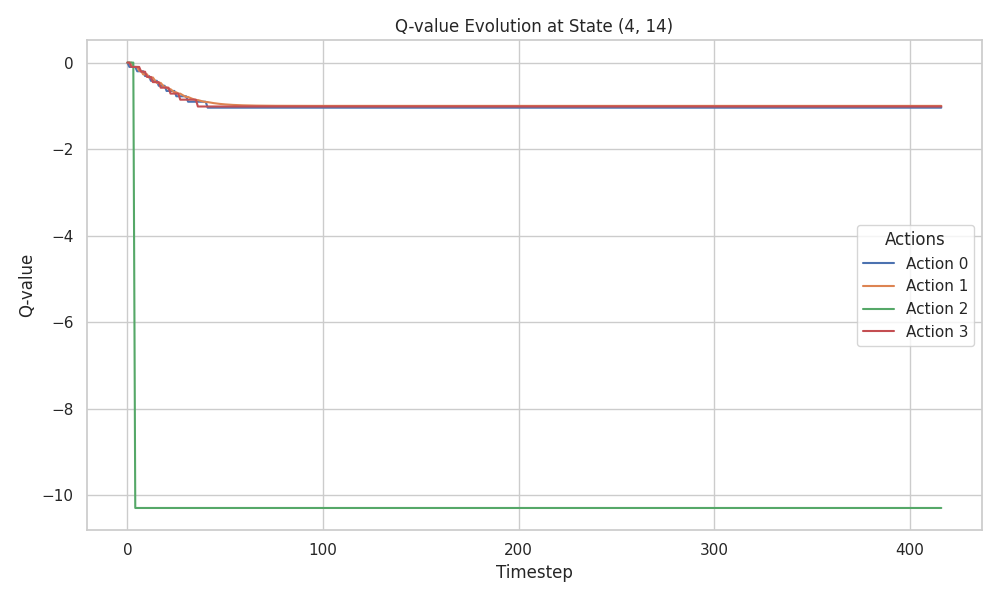 Q-value Evolution at State (4, 14)
0
−2
−4
−6
−8
−10
Q-value
Actions
Action 0
Action 1
Action 2
Action 3
0 100 200 300 400
Timestep